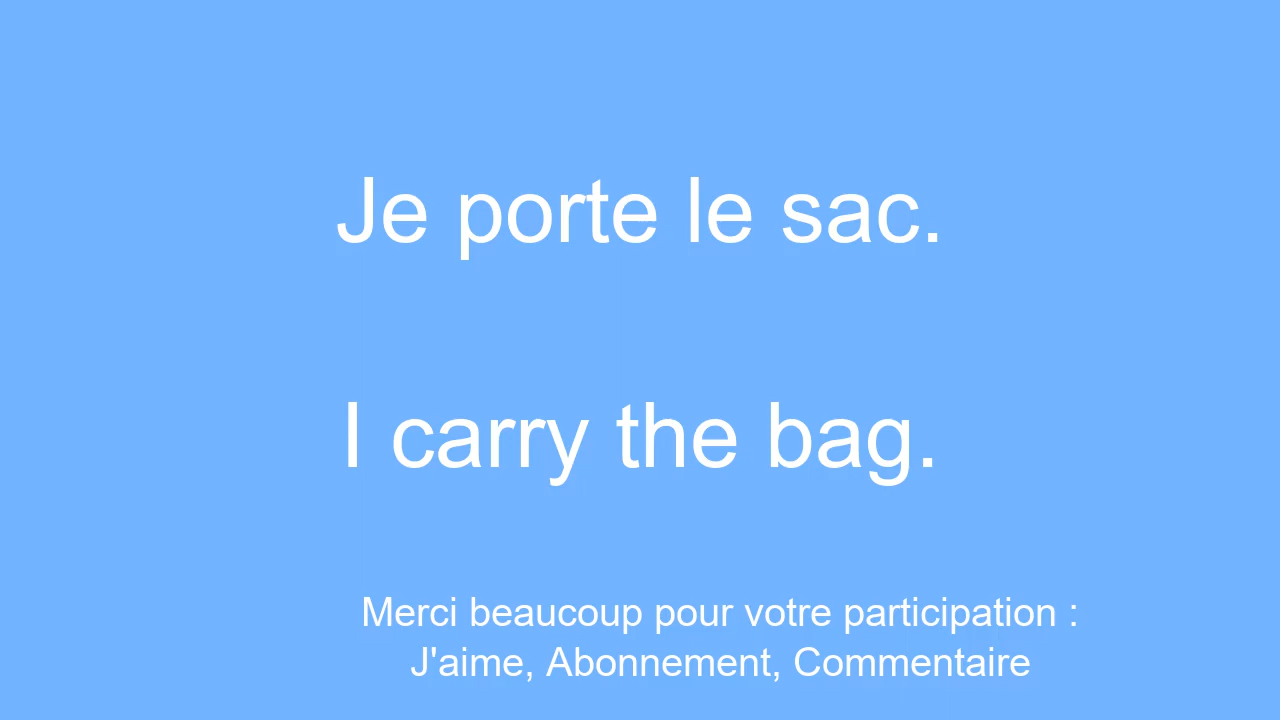 Je porte le sac.
I carry the bag.
Merci beaucoup pour votre participation :
J'aime, Abonnement, Commentaire